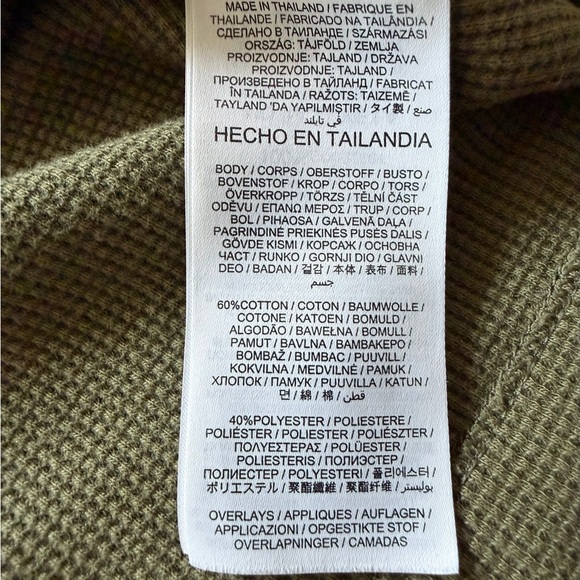 MADE IN THAILAND / FABRIQUE EN
THAILANDE / FABRICADO NA TAILÂNDIA /
СДЕЛАНО В ТАИЛАНДЕ / SZÁRMAZÁSI
ORSZÁG: TÁJFÖLD / ZEMLJA
PROIZVODNJE: TAJLAND / DRŽAVA
PROIZVODNJE: TAJLAND /
ПРОИЗВЕДЕНО В ТАЙЛАНД / FABRICAT
ÎN TAILANDA / RAŽOTS: TAIZEMĒ /
TAYLAND 'DA YAPILMIŞTIR / タイ製 / صنع
في تايلند
HECHO EN TAILANDIA
BODY / CORPS / OBERSTOFF / BUSTO /
BOVENSTOF / KROP / CORPO / TORS /
ÖVERKROPP / TÖRZS / TĚLNÍ ČÁST
ODĚVU / ΕΠΑΝΩ ΜΕΡΟΣ / TRUP / CORP /
BOL / PIHAOSA / GALVENĀ DAĻA /
PAGRINDINĖ PRIEKINĖS PUSĖS DALIS /
GÖVDE KISMI / КОРСАЖ / ОСНОВНА
ЧАСТ / RUNKO / GORNJI DIO / GLAVNI
DEO / BADAN / 겉감 / 本体 / 表布 / 面料 /
جسم
60%COTTON / COTON / BAUMWOLLE /
COTONE / KATOEN / BOMULD /
ALGODÃO / BAWEŁNA / BOMULL /
PAMUT / BAVLNA / ΒΑΜΒΑΚΕΡΟ /
BOMBAŽ / BUMBAC / PUUVILL /
KOKVILNA / MEDVILNĖ / PAMUK /
ХЛОПОК / ПАМУК / PUUVILLA / KATUN /
면 / 綿 / 棉 / قطن /
40%POLYESTER / POLIESTERE /
POLIÉSTER / POLIESTER / POLIÉSZTER /
ΠΟΛΥΕΣΤΕΡΑΣ / POLÜESTER /
POLIESTERIS / ПОЛИЭСТЕР /
ПОЛИЕСТЕР / POLYESTERI / 폴리에스터 /
ポリエステル / 聚酯纖維 / 聚酯纤维 / بوليستر /
OVERLAYS / APPLIQUES / AUFLAGEN /
APPLICAZIONI / OPGESTIKTE STOF /
OVERLAPNINGER / CAMADAS